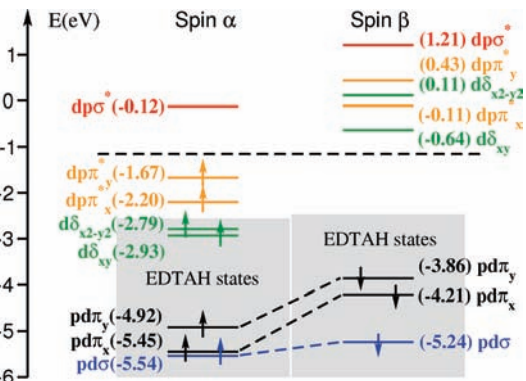 E(eV)
Spin α
Spin β
1
0
-1
-2
-3
-4
-5
-6
dpσ*(-0.12)
dpπ*y(-1.67)
dpπ*x(-2.20)
dδx2-y2(-2.79)
dδxy(-2.93)
EDTAH states
pdπy(-4.92)
pdπx(-5.45)
pdσ(-5.54)
(1.21) dpσ*
(0.43) dpπ*y
(0.11) dδx2-y2
(-0.11) dpπ*x
(-0.64) dδxy
EDTAH states
(-3.86) pdπy
(-4.21) pdπx
(-5.24) pdσ